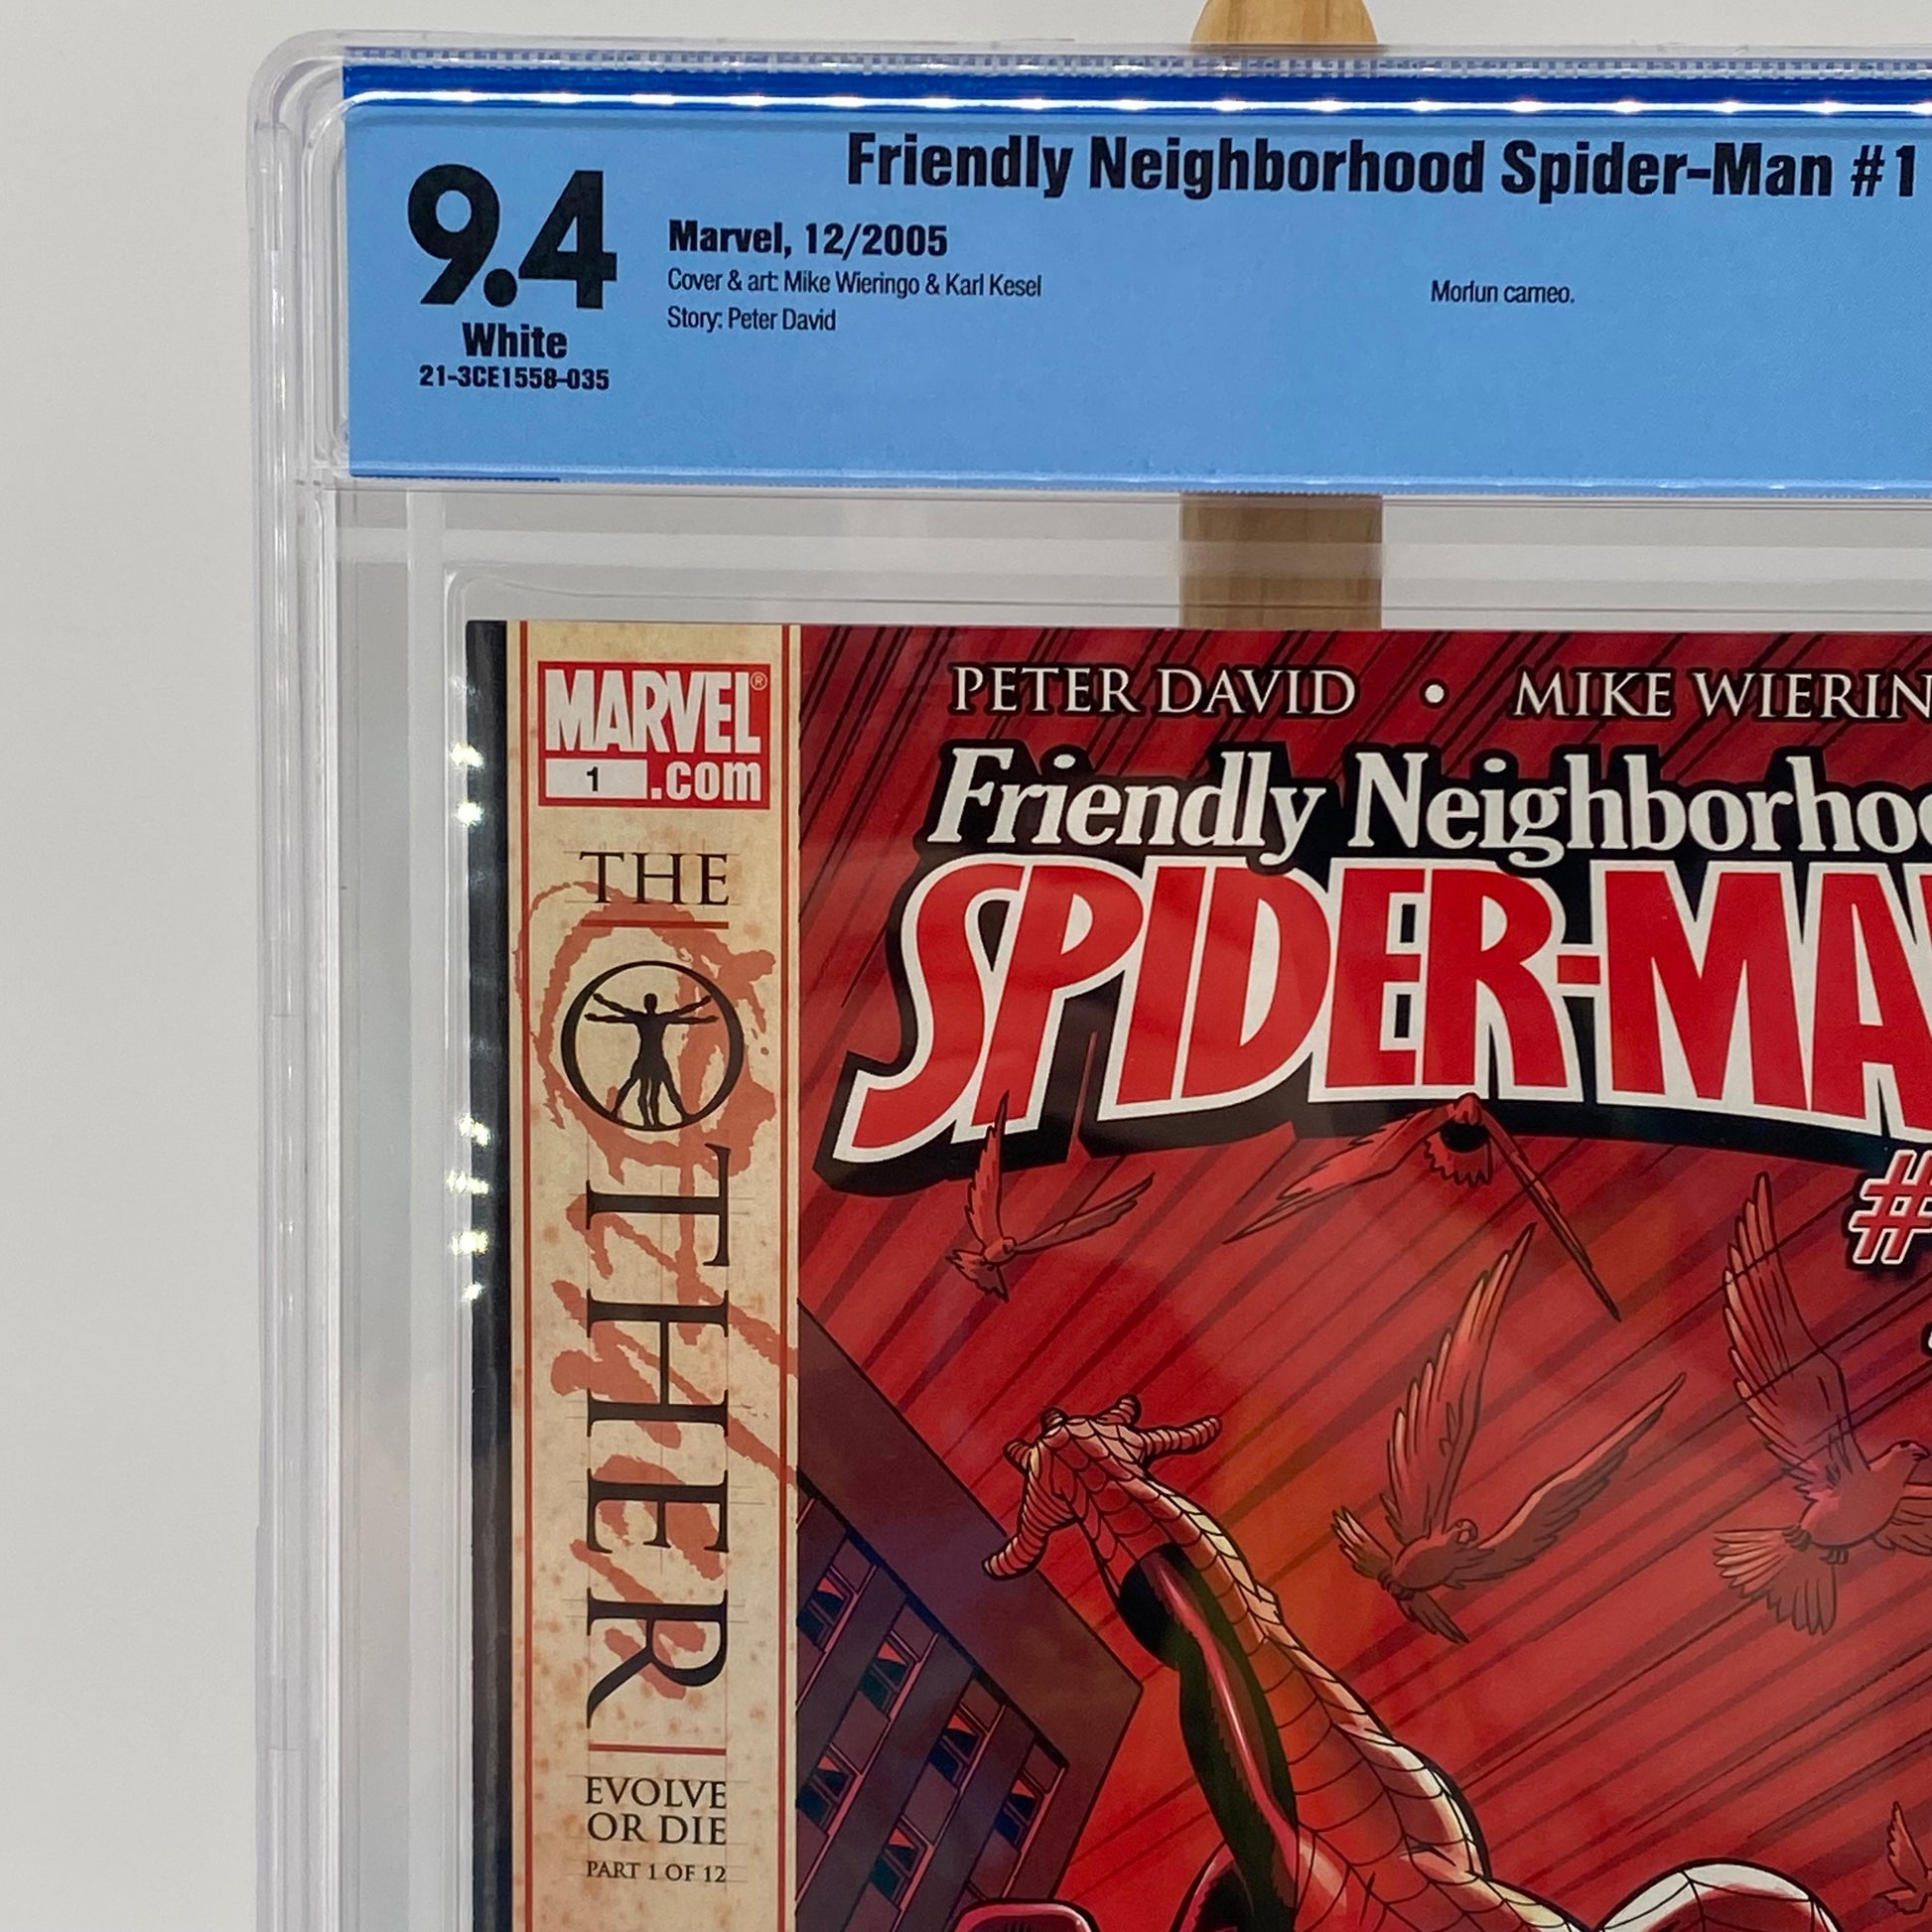 Friendly Neighborhood Spider-Man #1
9.4
White
21-3CE1558-035
Marvel, 12/2005
Cover & art: Mike Wieringo & Karl Kesel
Story: Peter David
Morlun cameo.
MARVEL®
1 .com
PETER DAVID • MIKE WIERIN
Friendly Neighborhoo
SPIDER-MA
#
THE
OTHER
EVOLVE
OR DIE
PART 1 OF 12